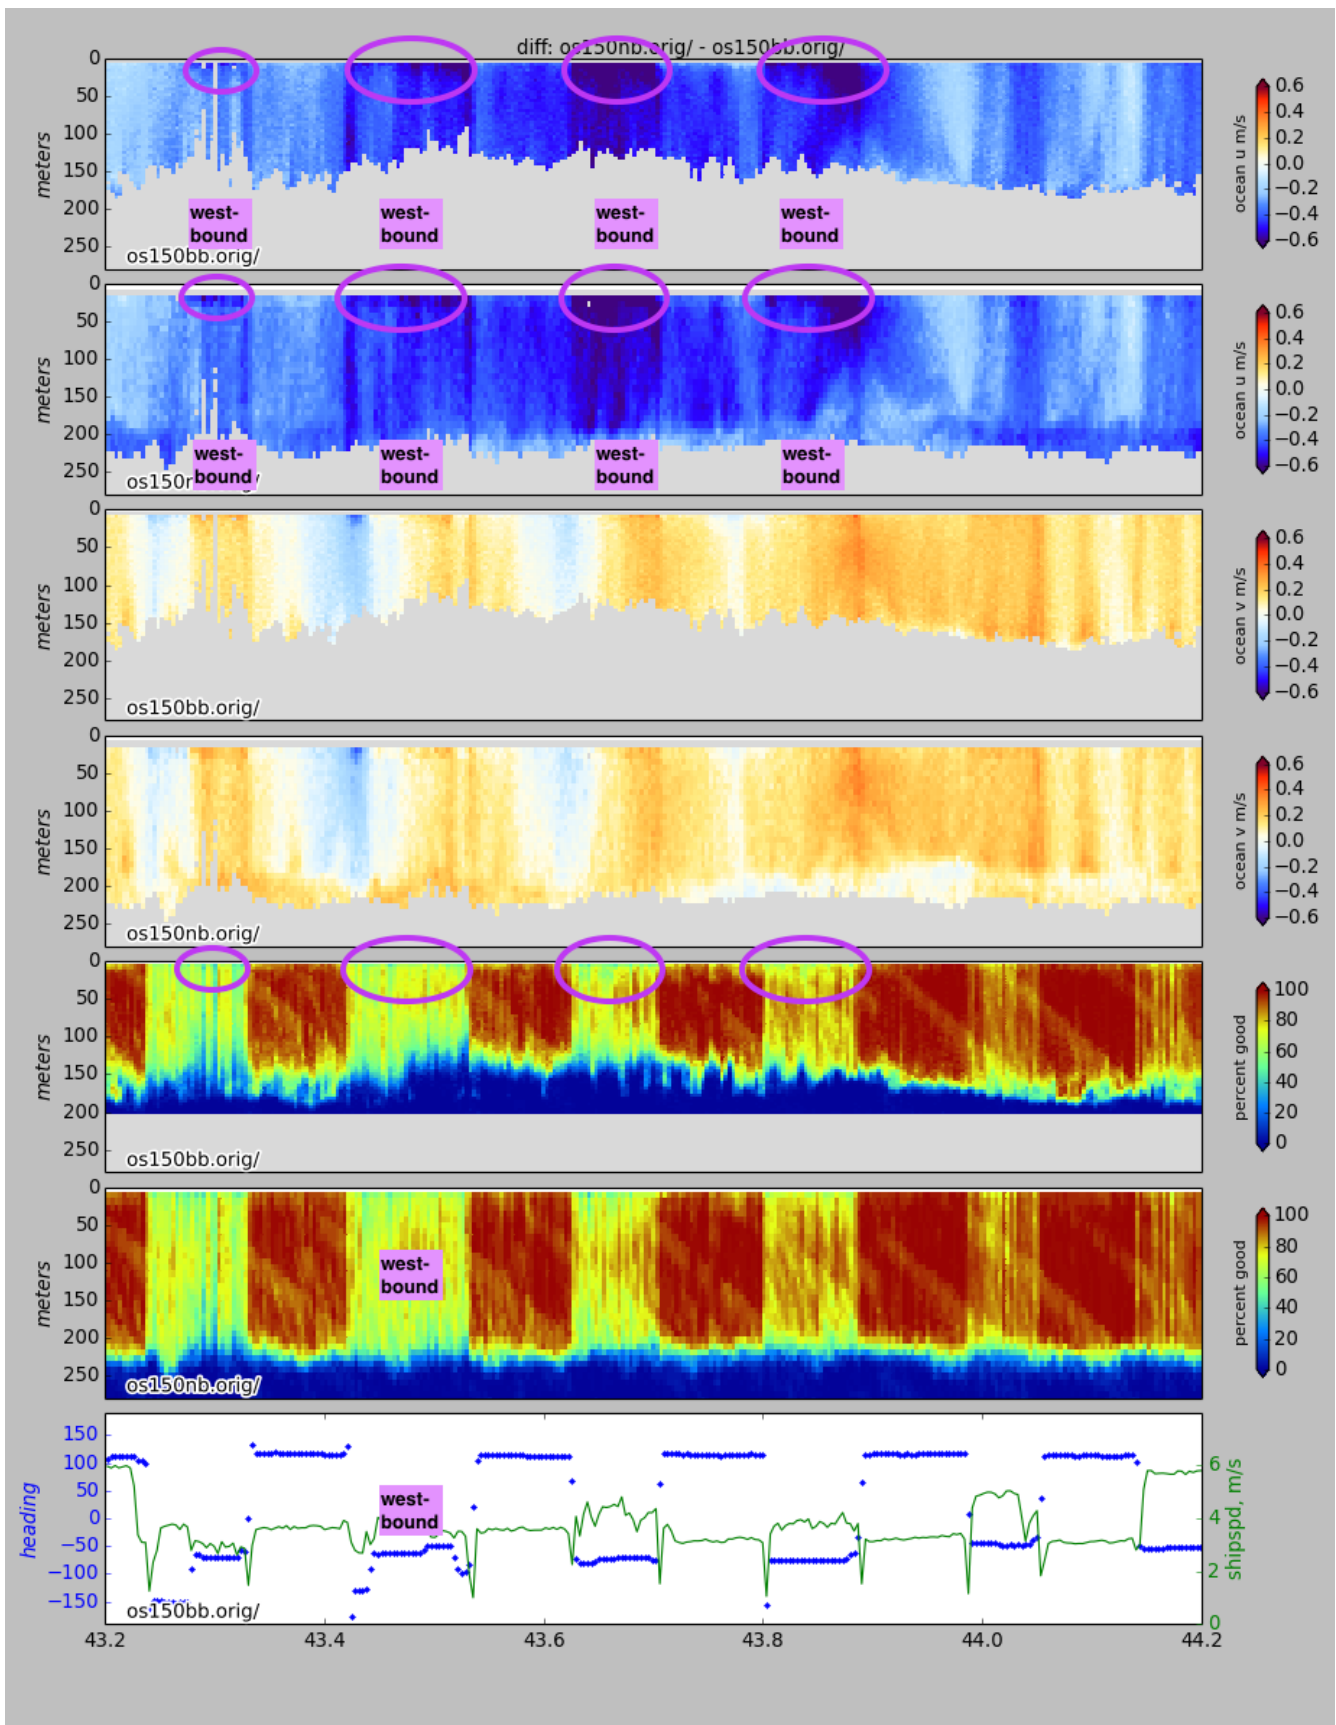 diff: os150nb.orig/ - os150bb.orig/
0
50
100
150
200
250
meters
west-
bound
west-
bound
west-
bound
west-
bound
os150bb.orig/
0.6
0.4
0.2
0.0
−0.2
−0.4
−0.6
ocean u m/s
0
50
100
150
200
250
meters
west-
bound
west-
bound
west-
bound
west-
bound
0.6
0.4
0.2
0.0
−0.2
−0.4
−0.6
ocean u m/s
0
50
100
150
200
250
meters
os150bb.orig/
0.6
0.4
0.2
0.0
−0.2
−0.4
−0.6
ocean v m/s
0
50
100
150
200
250
meters
os150nb.orig/
0.6
0.4
0.2
0.0
−0.2
−0.4
−0.6
ocean v m/s
0
50
100
150
200
250
meters
os150bb.orig/
100
80
60
40
20
0
percent good
0
50
100
150
200
250
meters
west-
bound
os150nb.orig/
100
80
60
40
20
0
percent good
150
100
50
0
−50
−100
−150
heading
west-
bound
os150bb.orig/
6
4
2
0
shipspd, m/s
43.2
43.4
43.6
43.8
44.0
44.2